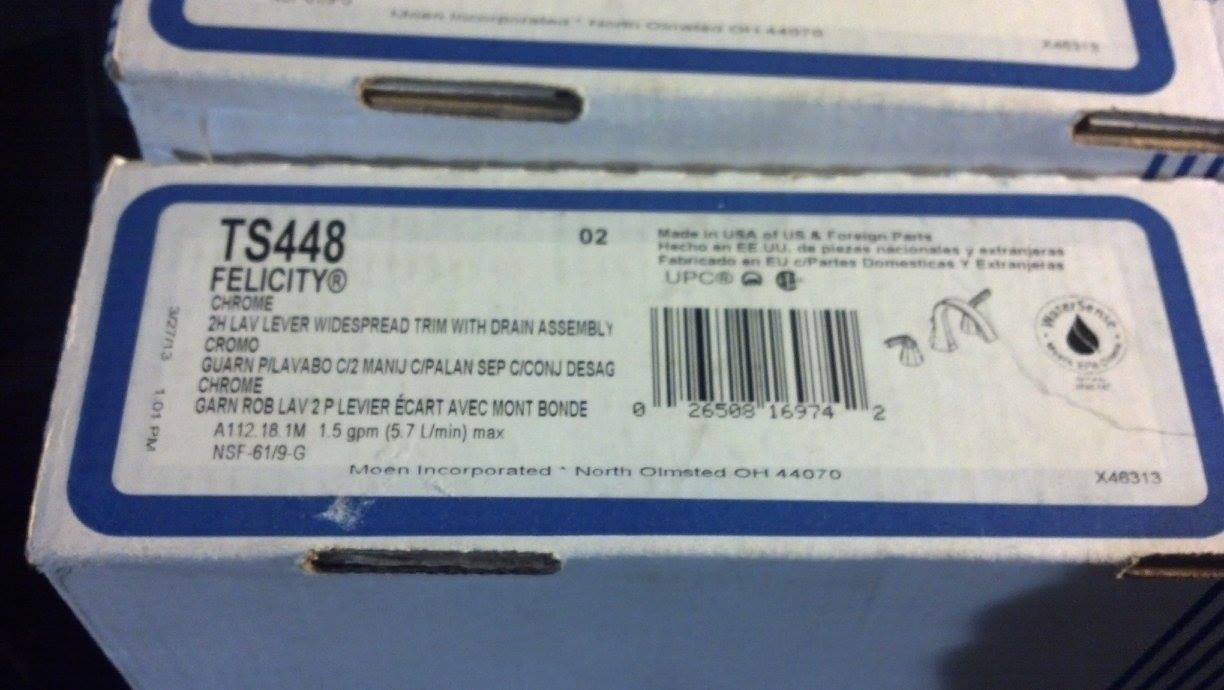 Moen Incorporated * North Olmsted OH 44070
X46313
TS448
02
FELICITY®
CHROME
2H LAV LEVER WIDESPREAD TRIM WITH DRAIN ASSEMBLY
CROMO
GUARN P/LAVABO C/2 MANIJ C/PALAN SEP C/CONJ DESAG
CHROME
GARN ROB LAV 2 P LEVIER ÉCART AVEC MONT BONDE
A112.18.1M 1.5 gpm (5.7 L/min) max
NSF-61/9-G
3/27/13 1:01 PM
Made in USA of US & Foreign Parts
Hecho en EE.UU. de piezas nacionales y extranjeras
Fabricado en EU c/Partes Domesticas Y Extranjeras
UPC®
0 26508 16974 2
WaterSense
Moen Incorporated * North Olmsted OH 44070
X46313